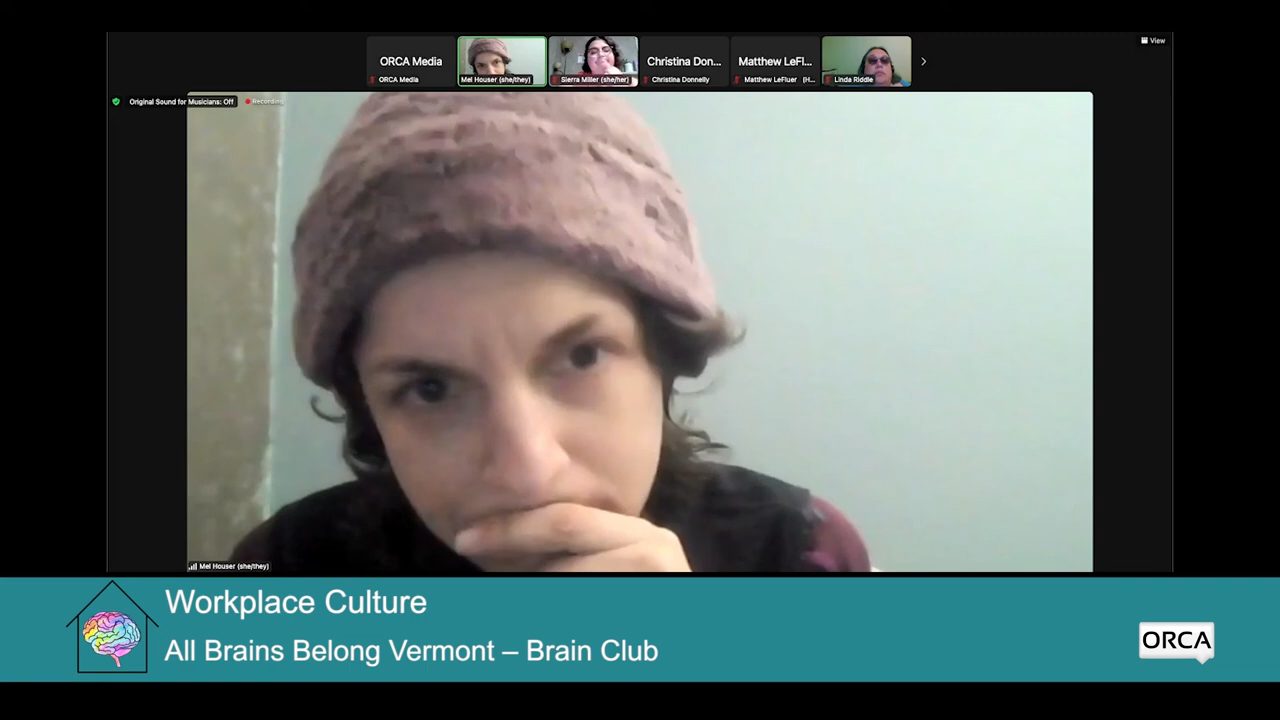 ORCA Media
Christina Don...
Matthew LeFl...
ORCA Media
Mel Houser (she/they)
Sierra Miller (she/her)
Christina Donnelly
Matthew LeFluer (H...
Linda Riddle
View
Original Sound for Musicians: Off
Recording
Mel Houser (she/they)
Workplace Culture
All Brains Belong Vermont – Brain Club
ORCA